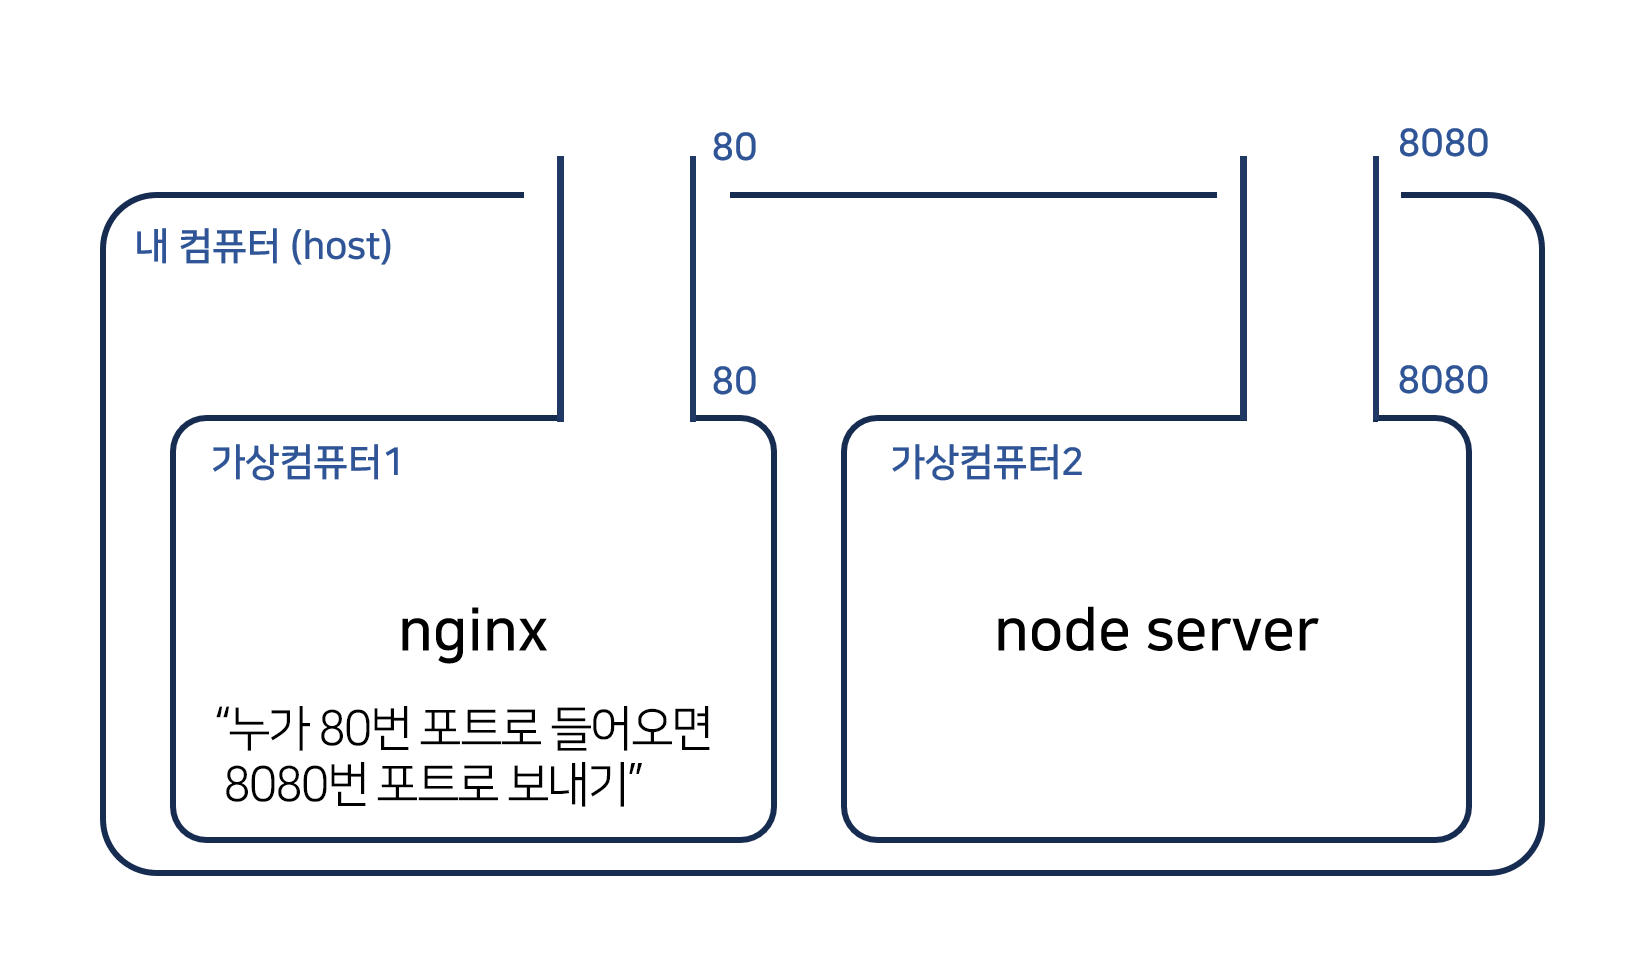 80
8080
내 컴퓨터 (host)
80
8080
가상컴퓨터1
가상컴퓨터2
nginx
node server
“누가 80번 포트로 들어오면
8080번 포트로 보내기”